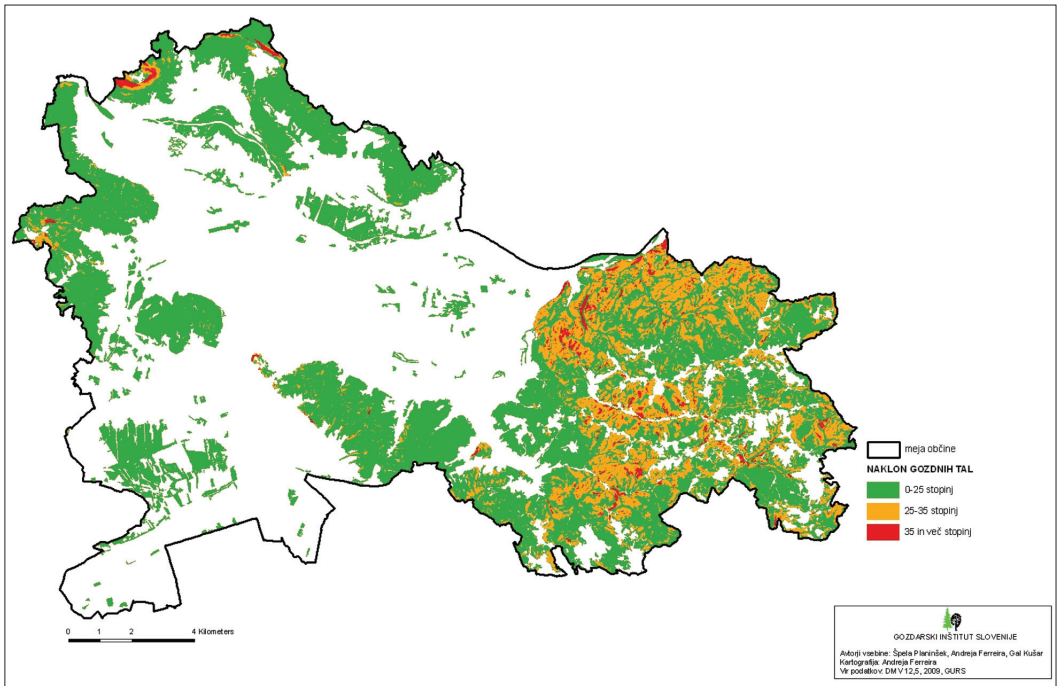 meja občine
NAKLON GOZDNIH TAL
0-25 stopinj
25-35 stopinj
35 in več stopinj
0 1 2 4 Kilometers
GOZDARSKI INŠTITUT SLOVENIJE
Avtorji vsebine: Špela Planinšek, Andreja Ferreira, Gal Kušar
Kartografija: Andreja Ferreira
Vir podatkov: DMV 12,5, 2009, GURS